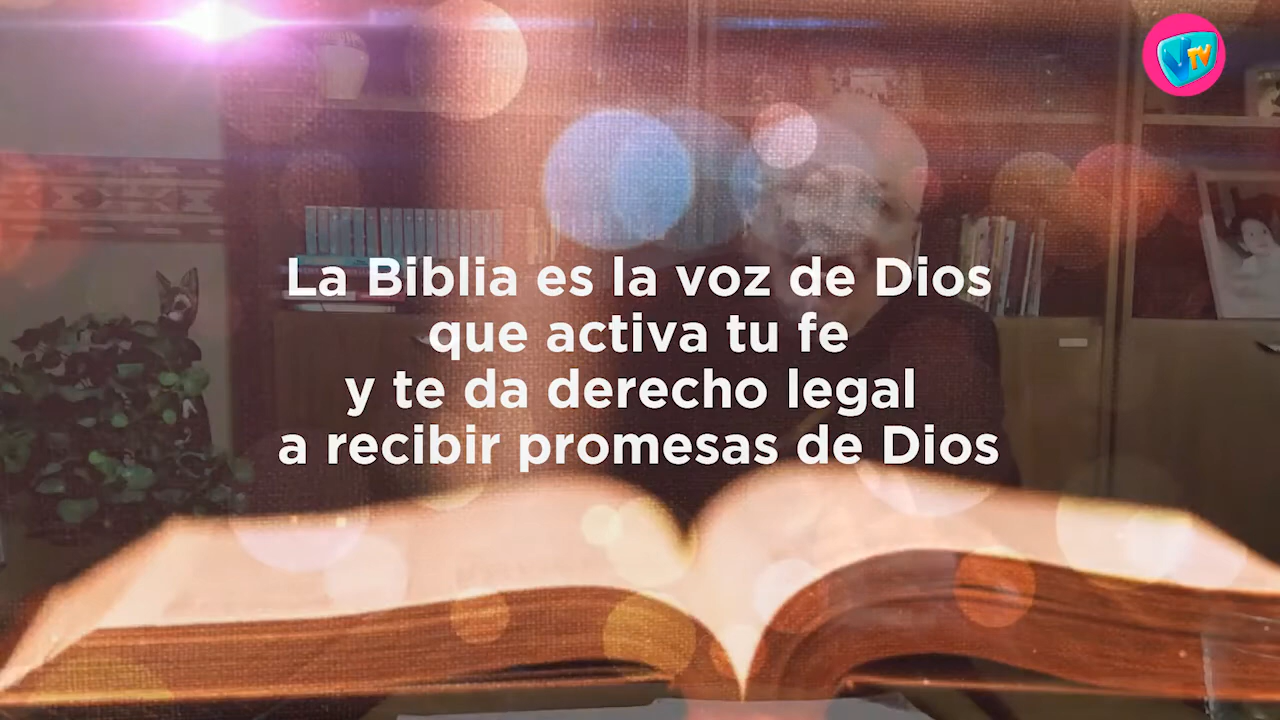 VTV
La Biblia es la voz de Dios
que activa tu fe
y te da derecho legal
a recibir promesas de Dios